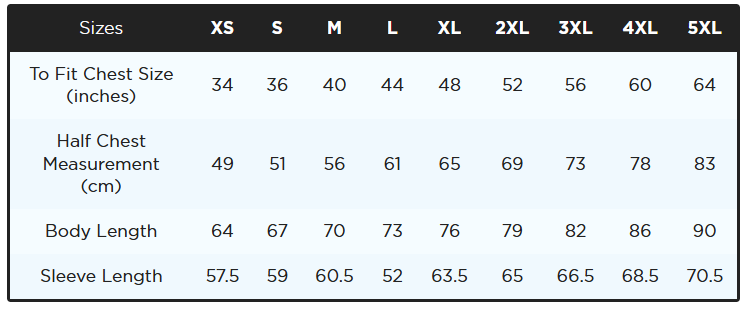 Sizes XS S M L XL 2XL 3XL 4XL 5XL
To Fit Chest Size
(inches) 34 36 40 44 48 52 56 60 64
Half Chest
Measurement 49 51 56 61 65 69 73 78 83
(cm)
Body Length 64 67 70 73 76 79 82 86 90
Sleeve Length 57.5 59 60.5 52 63.5 65 66.5 68.5 70.5